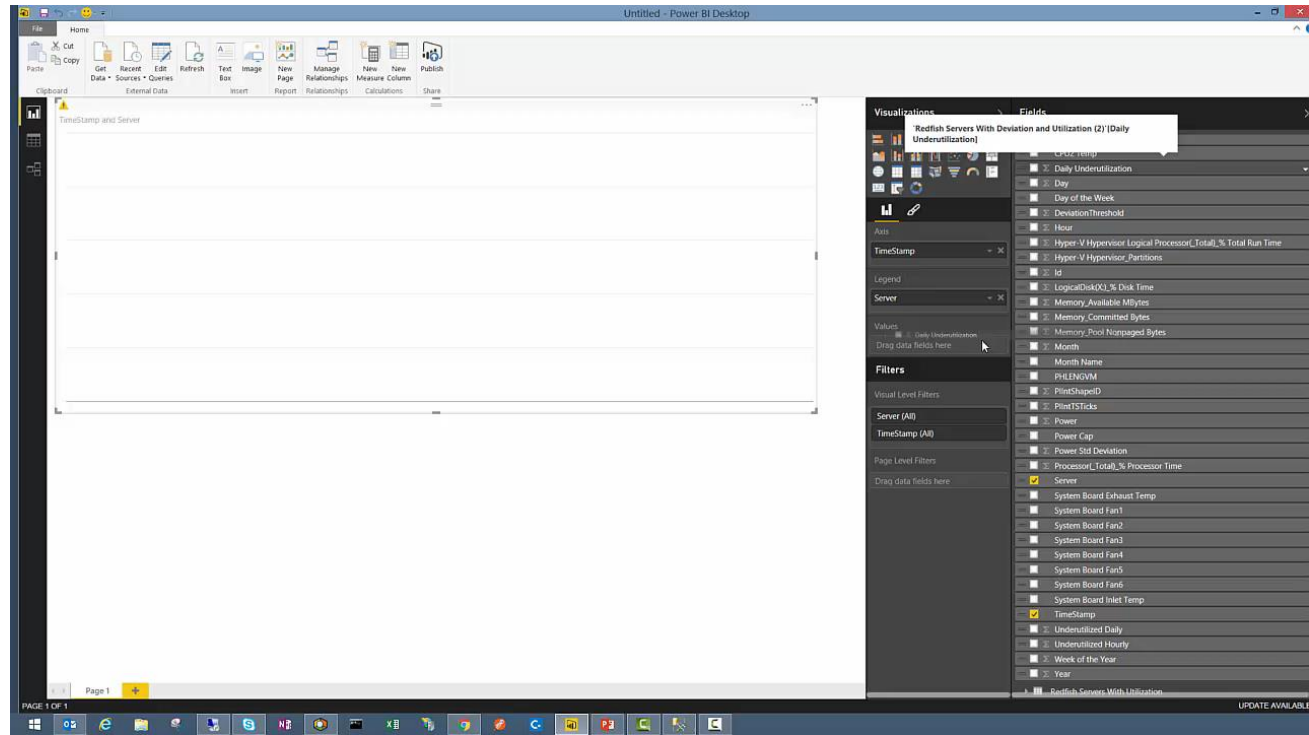 Untitled - Power BI Desktop
File
Home
Paste
Cut
Copy
Get Data
Recent Sources
Edit Queries
Refresh
Text Box
Image
New Page
Manage Relationships
New Measure
New Column
Publish
Clipboard
External Data
Insert
Report
Relationships
Calculations
Share
TimeStamp and Server
Visualizations
Fields
'Redfish Servers With Deviation and Utilization (2)'[Daily
Underutilization]
Axis
TimeStamp
Legend
Server
Values
Daily Underutilization
Drag data fields here
Filters
Visual Level Filters
Server (All)
TimeStamp (All)
Page Level Filters
Drag data fields here
CPU2 Temp
Daily Underutilization
Day
Day of the Week
DeviationThreshold
Hour
Hyper-V Hypervisor Logical Processor(_Total)_% Total Run Time
Hyper-V Hypervisor_Partitions
Id
LogicalDisk(X:)_% Disk Time
Memory_Available MBytes
Memory_Committed Bytes
Memory_Pool Nonpaged Bytes
Month
Month Name
PHLENGVM
PIIntShapeID
PIIntTSTicks
Power
Power Cap
Power Std Deviation
Processor(_Total)_% Processor Time
Server
System Board Exhaust Temp
System Board Fan1
System Board Fan2
System Board Fan3
System Board Fan4
System Board Fan5
System Board Fan6
System Board Inlet Temp
TimeStamp
Underutilized Daily
Underutilized Hourly
Week of the Year
Year
Redfish Servers With Utilization
Page 1
PAGE 1 OF 1
UPDATE AVAILABLE